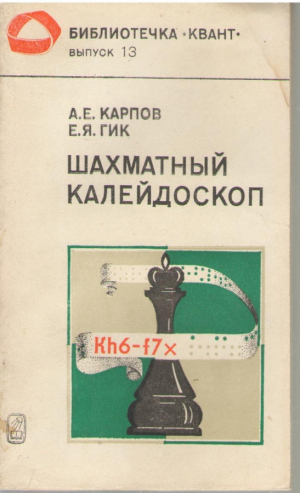 БИБЛИОТЕЧКА • КВАНТ •
ВЫПУСК 13
А.Е. КАРПОВ
Е.Я. ГИК
ШАХМАТНЫЙ
КАЛЕЙДОСКОП
Kh6-f7×